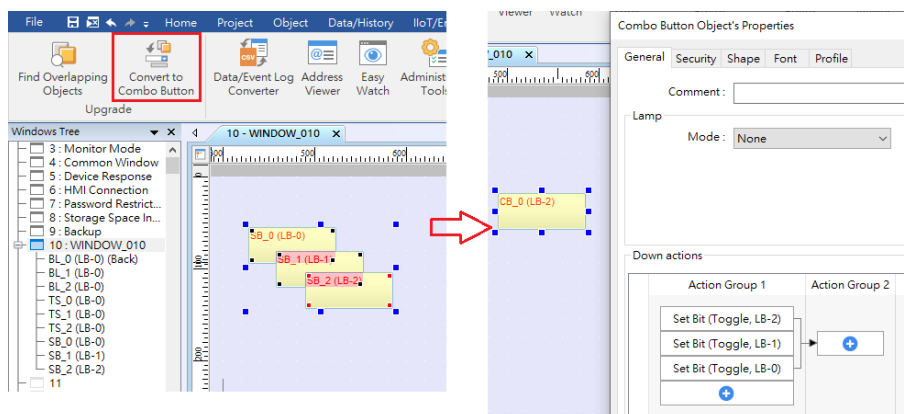 File
Home
Project
Object
Data/History
IIoT/En
Find Overlapping
Objects
Convert to
Combo Button
Data/Event Log
Converter
Address
Viewer
Easy
Watch
Administ
Tools
Upgrade
Windows Tree
10 - WINDOW_010
3 : Monitor Mode
4 : Common Window
5 : Device Response
6 : HMI Connection
7 : Password Restrict...
8 : Storage Space In...
9 : Backup
10 : WINDOW_010
BL_0 (LB-0) (Back)
BL_1 (LB-0)
BL_2 (LB-0)
TS_0 (LB-0)
TS_1 (LB-0)
TS_2 (LB-0)
SB_0 (LB-0)
SB_1 (LB-1)
SB_2 (LB-2)
11
500
600
SB_0 (LB-0)
SB_1 (LB-1)
SB_2 (LB-2)
Viewer
Watch
_010
500
600
CB_0 (LB-2)
Combo Button Object's Properties
General
Security
Shape
Font
Profile
Comment :
Lamp
Mode :
None
Down actions
Action Group 1
Action Group 2
Set Bit (Toggle, LB-2)
Set Bit (Toggle, LB-1)
Set Bit (Toggle, LB-0)